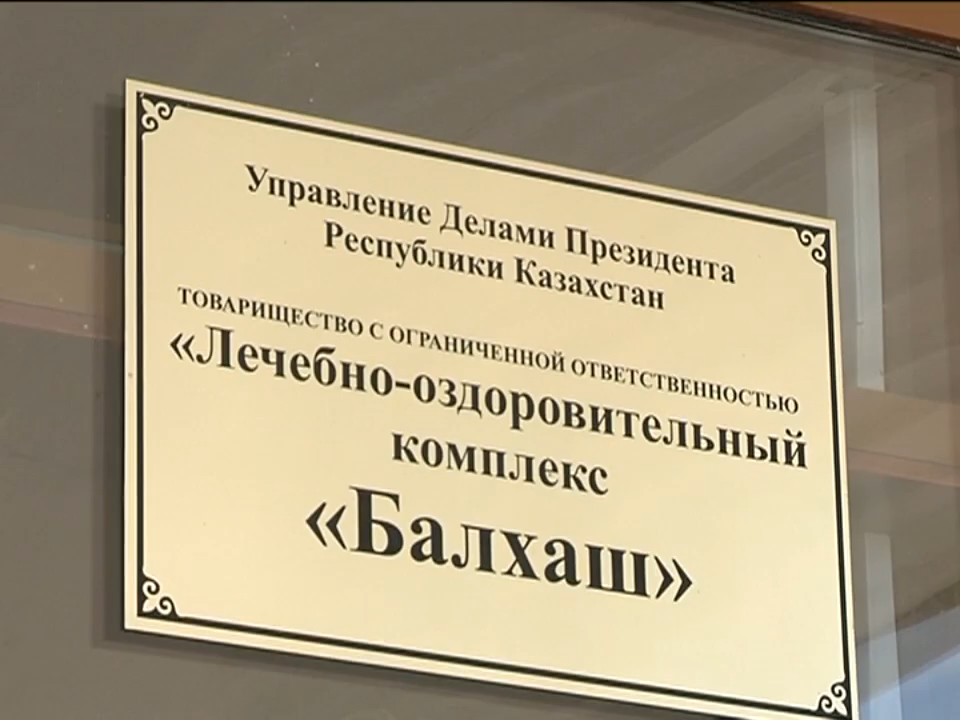 Управление Делами Президента
Республики Казахстан
ТОВАРИЩЕСТВО С ОГРАНИЧЕННОЙ ОТВЕТСТВЕННОСТЬЮ
«Лечебно-оздоровительный
комплекс
«Балхаш»